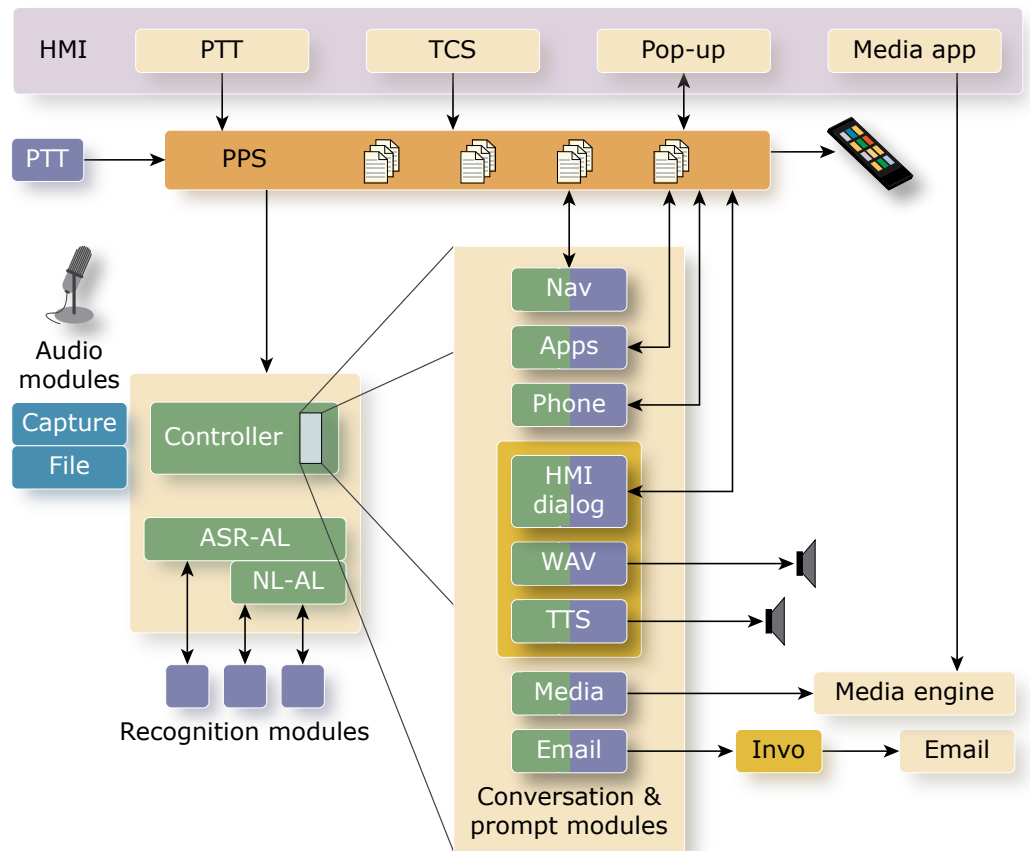 HMI
PTT
TCS
Pop-up
Media app
PTT
PPS
Nav
Apps
Phone
HMI
dialog
WAV
TTS
Media
Email
Conversation &
prompt modules
Audio
modules
Capture
File
Controller
ASR-AL
NL-AL
Recognition modules
Media engine
Invo
Email